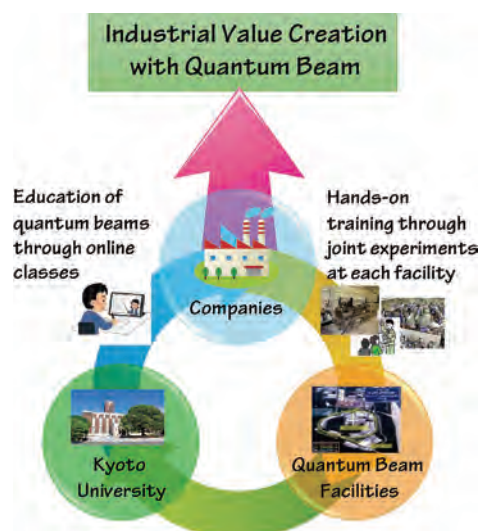 Industrial Value Creation
with Quantum Beam
Education of
quantum beams
through online
classes
Hands-on
training through
joint experiments
at each facility
Companies
Kyoto
University
Quantum Beam
Facilities